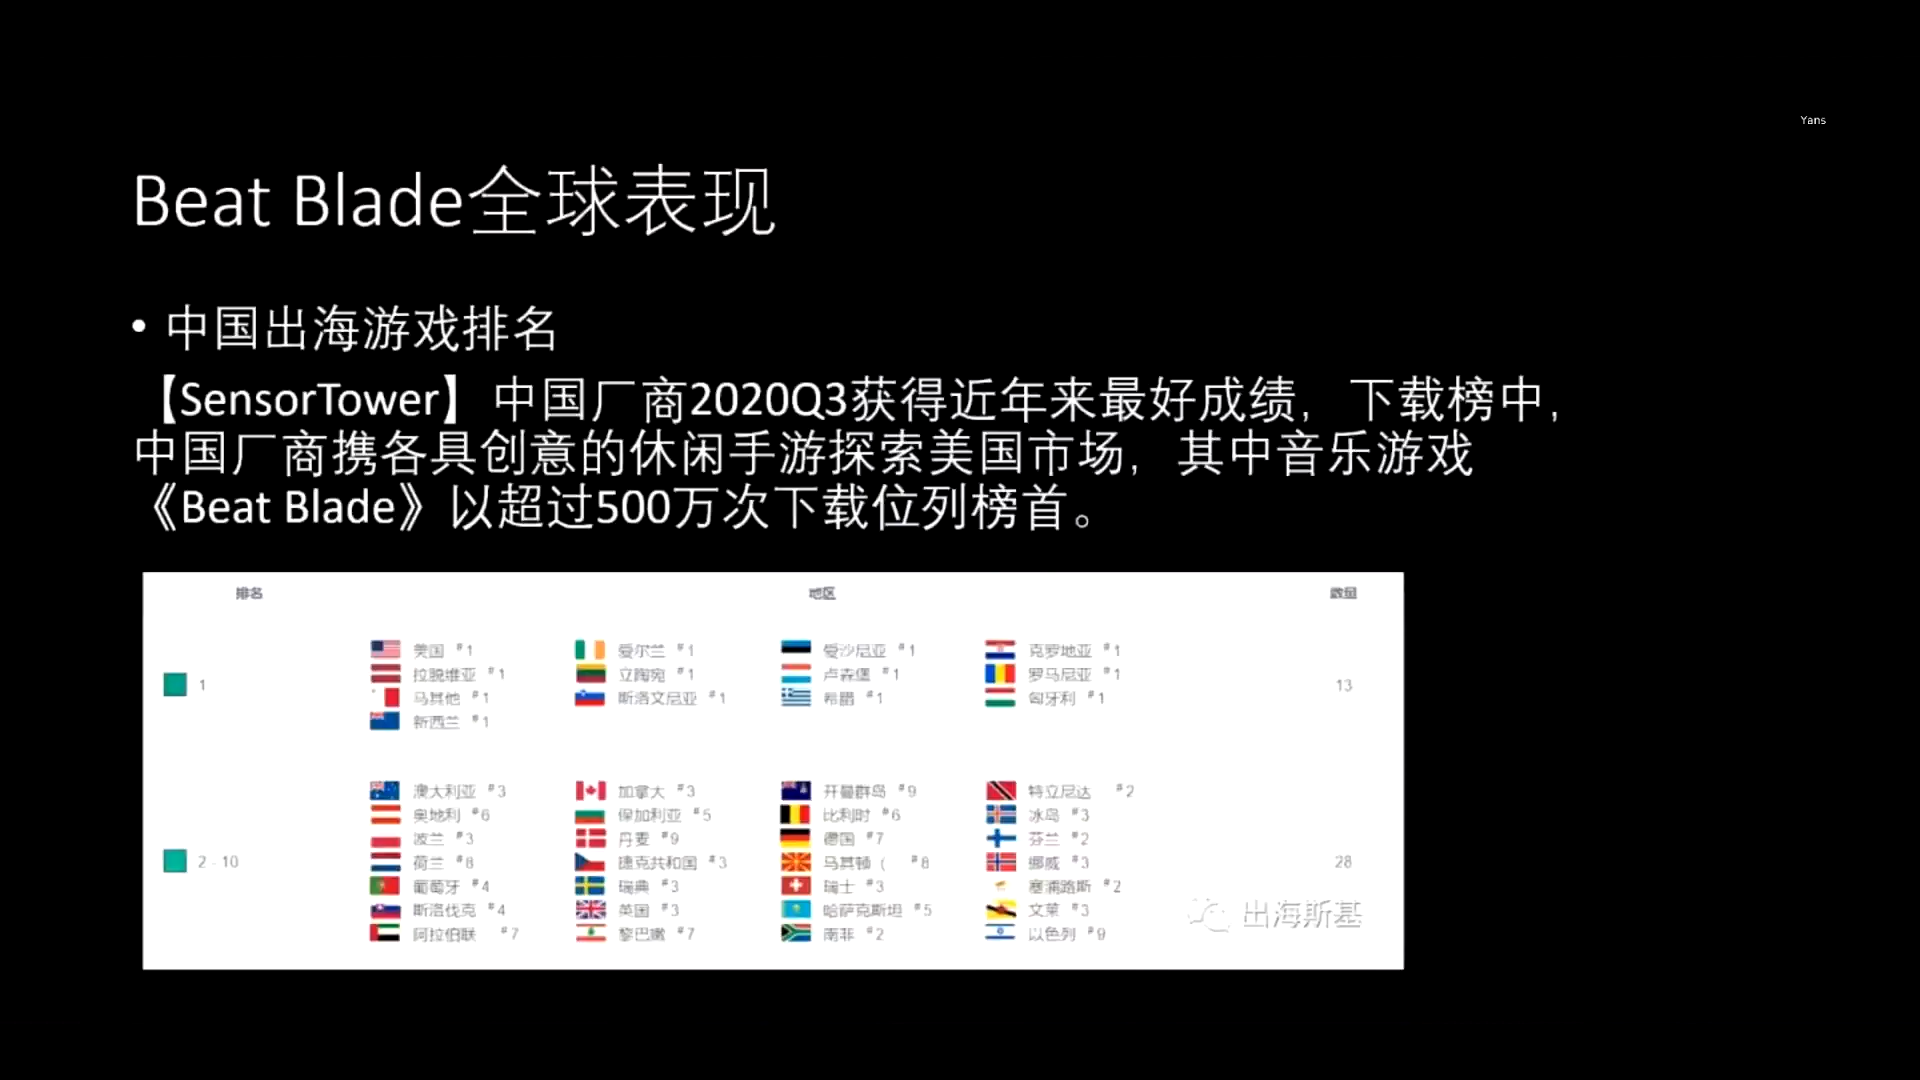 Yans
Beat Blade全球表现
• 中国出海游戏排名
【SensorTower】中国厂商2020Q3获得近年来最好成绩，下载榜中，
中国厂商携各具创意的休闲手游探索美国市场，其中音乐游戏
《Beat Blade》以超过500万次下载位列榜首。
排名 地区 数量
美国 #1 爱尔兰 #1 爱沙尼亚 #1 克罗地亚 #1
拉脱维亚 #1 立陶宛 #1 卢森堡 #1 罗马尼亚 #1
1 13
马其他 #1 斯洛文尼亚 #1 希腊 #1 匈牙利 #1
新西兰 #1
澳大利亚 #3 加拿大 #3 开曼群岛 #9 特立尼达 #2
奥地利 #6 保加利亚 #5 比利时 #6 冰岛 #3
波兰 #3 丹麦 #9 德国 #7 芬兰 #2
2 - 10 荷兰 #8 捷克共和国 #3 马其顿 ( #8 挪威 #3 28
葡萄牙 #4 瑞典 #3 瑞士 #3 塞浦路斯 #2
斯洛伐克 #4 英国 #3 哈萨克斯坦 #5 文莱 #3
阿拉伯联 #7 黎巴嫩 #7 南非 #2 以色列 #9
出海斯基